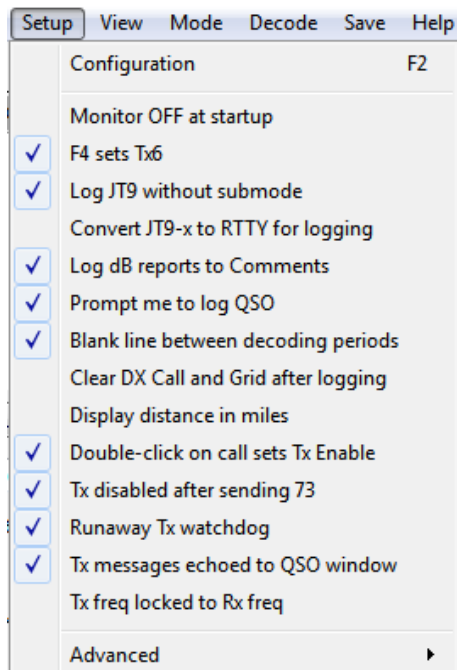 Setup View Mode Decode Save Help
Configuration F2
Monitor OFF at startup
F4 sets Tx6
Log JT9 without submode
Convert JT9-x to RTTY for logging
Log dB reports to Comments
Prompt me to log QSO
Blank line between decoding periods
Clear DX Call and Grid after logging
Display distance in miles
Double-click on call sets Tx Enable
Tx disabled after sending 73
Runaway Tx watchdog
Tx messages echoed to QSO window
Tx freq locked to Rx freq
Advanced